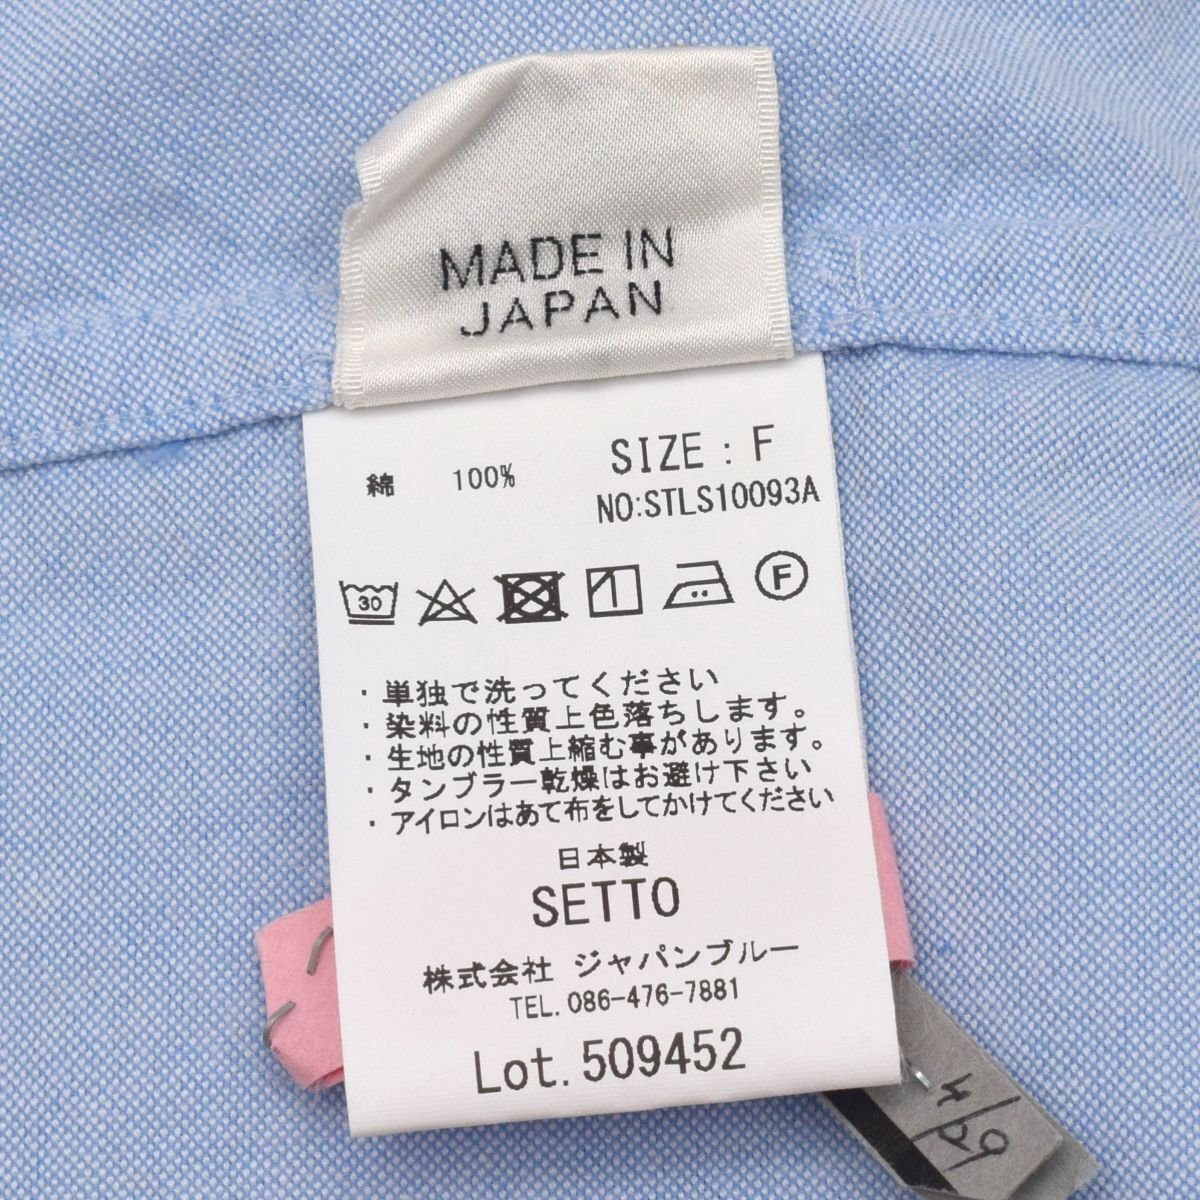 MADE IN
JAPAN
綿 100% SIZE : F
NO:STLS10093A
30 F
・単独で洗ってください
・染料の性質上色落ちします。
・生地の性質上縮む事があります。
・タンブラー乾燥はお避け下さい
・アイロンはあて布をしてかけてください
日本製
SETTO
株式会社 ジャパンブルー
TEL. 086-476-7881
Lot. 509452